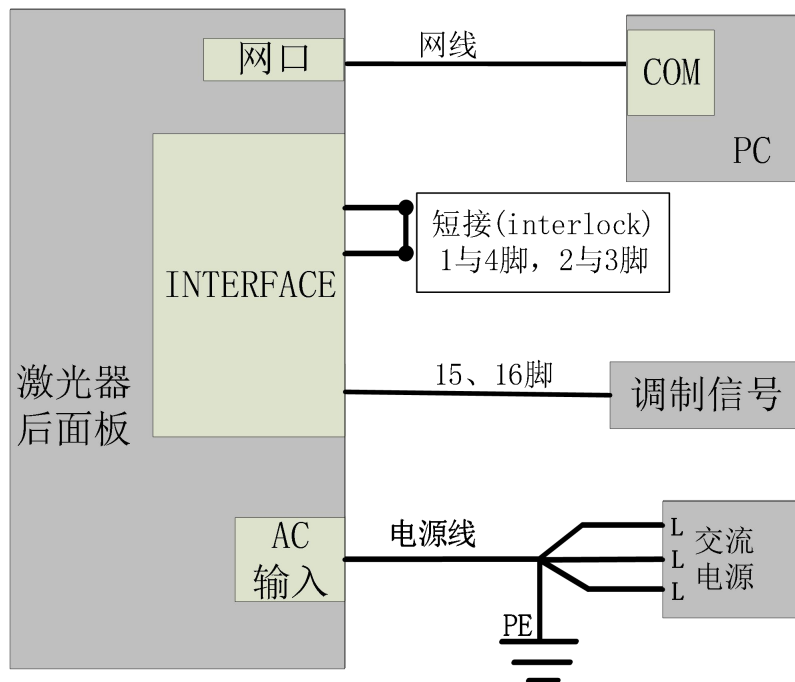 网口
网线
COM
PC
短接(interlock)
1与4脚，2与3脚
INTERFACE
15、16脚
调制信号
激光器
后面板
AC
输入
电源线
L
L
L
交流
电源
PE